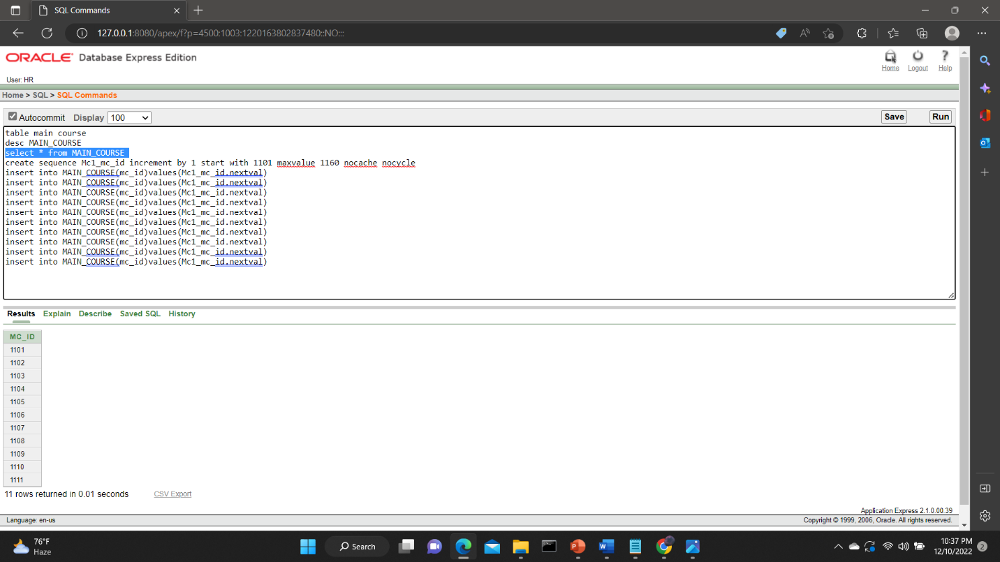 SQL Commands
127.0.0.1:8080/apex/f?p=4500:1003:1220163802837480::NO:::
ORACLE Database Express Edition
Home Logout Help
User: HR
Home > SQL > SQL Commands
Autocommit Display 100 Save Run
table main course
desc MAIN_COURSE
select * from MAIN_COURSE
create sequence Mc1_mc_id increment by 1 start with 1101 maxvalue 1160 nocache nocycle
insert into MAIN_COURSE(mc_id)values(Mc1_mc_id.nextval)
insert into MAIN_COURSE(mc_id)values(Mc1_mc_id.nextval)
insert into MAIN_COURSE(mc_id)values(Mc1_mc_id.nextval)
insert into MAIN_COURSE(mc_id)values(Mc1_mc_id.nextval)
insert into MAIN_COURSE(mc_id)values(Mc1_mc_id.nextval)
insert into MAIN_COURSE(mc_id)values(Mc1_mc_id.nextval)
insert into MAIN_COURSE(mc_id)values(Mc1_mc_id.nextval)
insert into MAIN_COURSE(mc_id)values(Mc1_mc_id.nextval)
insert into MAIN_COURSE(mc_id)values(Mc1_mc_id.nextval)
insert into MAIN_COURSE(mc_id)values(Mc1_mc_id.nextval)
Results Explain Describe Saved SQL History
MC_ID
1101
1102
1103
1104
1105
1106
1107
1108
1109
1110
1111
11 rows returned in 0.01 seconds CSV Export
Application Express 2.1.0.00.39
Language: en-us Copyright © 1999, 2006, Oracle. All rights reserved.
76°F
Haze
Search
10:37 PM
12/10/2022
2